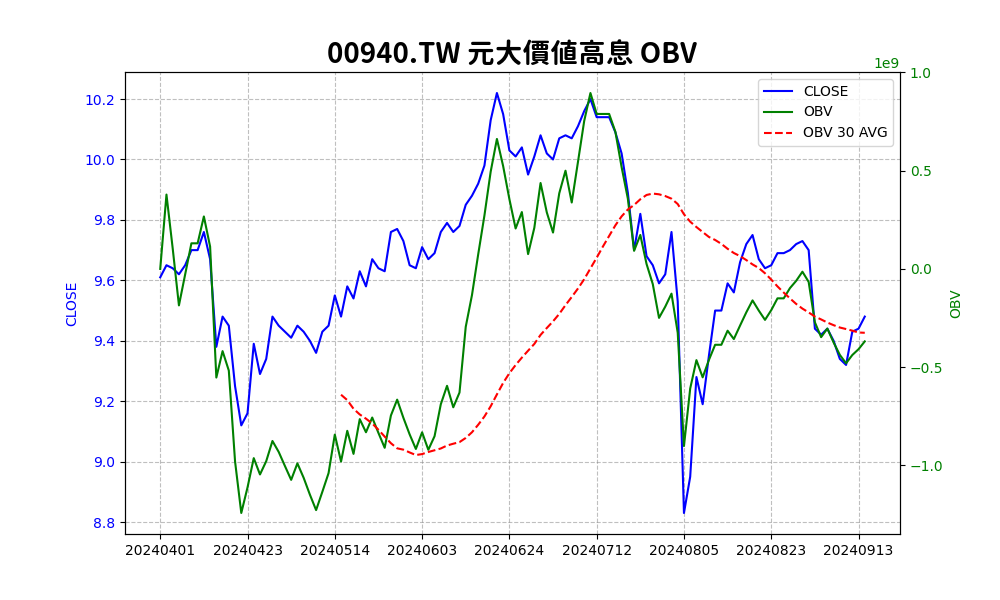 00940.TW 元大價値高息 OBV
1e9
CLOSE
OBV
OBV 30 AVG
10.2
10.0
9.8
9.6
9.4
9.2
9.0
8.8
CLOSE
1.0
0.5
0.0
−0.5
−1.0
OBV
20240401 20240423 20240514 20240603 20240624 20240712 20240805 20240823 20240913